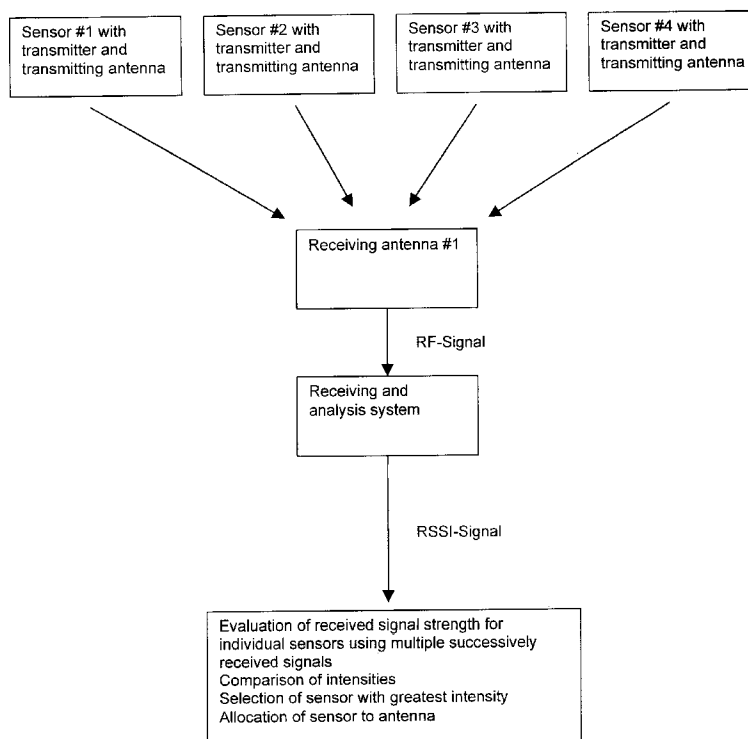 Sensor #1 with
transmitter and
transmitting antenna
Sensor #2 with
transmitter and
transmitting antenna
Sensor #3 with
transmitter and
transmitting antenna
Sensor #4 with
transmitter and
transmitting antenna
Receiving antenna #1
RF-Signal
Receiving and
analysis system
RSSI-Signal
Evaluation of received signal strength for
individual sensors using multiple successively
received signals
Comparison of intensities
Selection of sensor with greatest intensity
Allocation of sensor to antenna